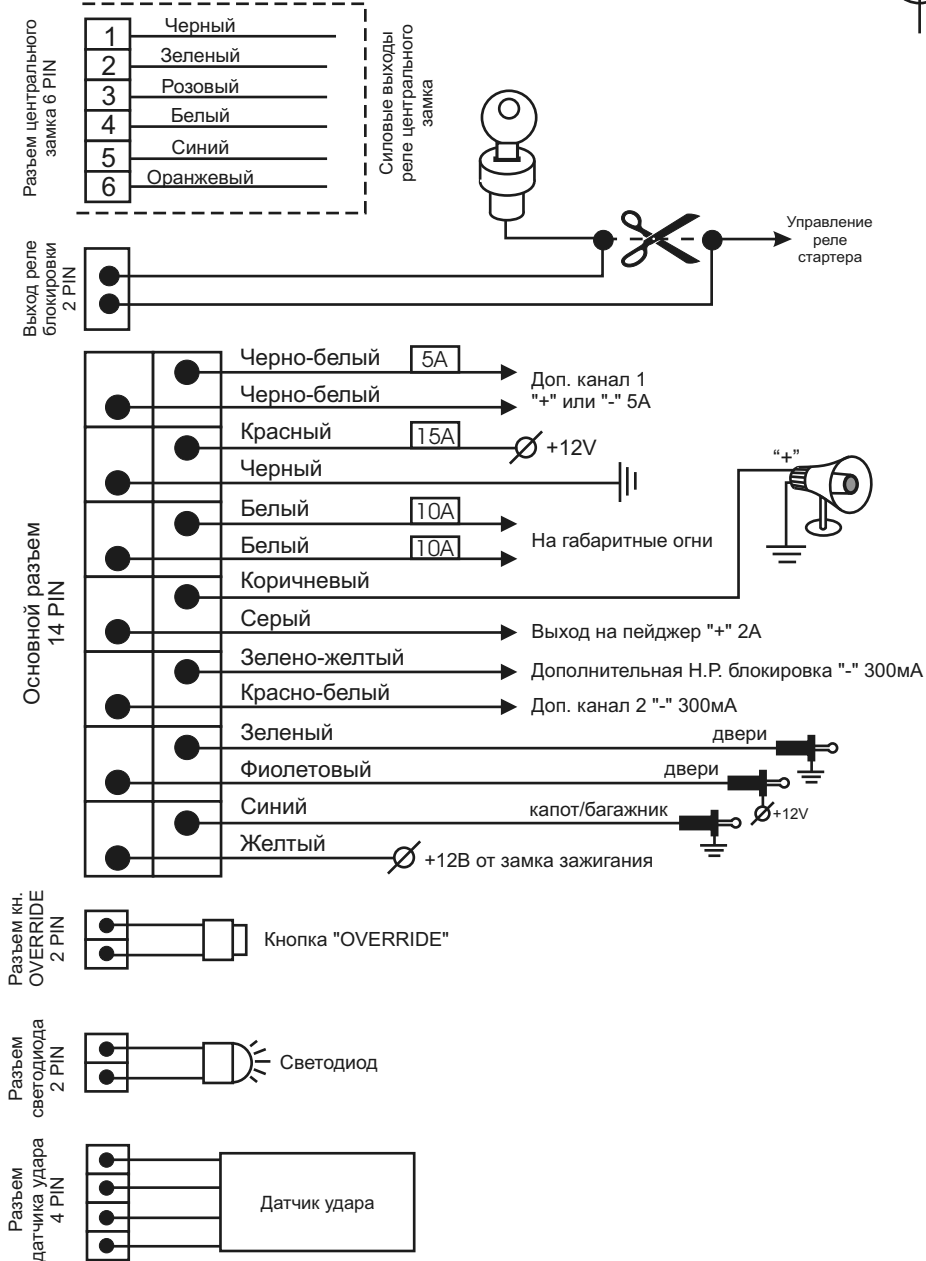 Разъем центрального
замка 6 PIN
1 Черный
2 Зеленый
3 Розовый
4 Белый
5 Синий
6 Оранжевый
Силовые выходы
реле центрального
замка
Управление
реле
стартера
Выход реле
блокировки
2 PIN
Основной разъем
14 PIN
Черно-белый 5А
Черно-белый
Доп. канал 1
"+" или "-" 5А
Красный 15А +12V
Черный
“+”
Белый 10А
Белый 10А
На габаритные огни
Коричневый
Серый Выход на пейджер "+" 2А
Зелено-желтый Дополнительная Н.Р. блокировка "-" 300мА
Красно-белый Доп. канал 2 "-" 300мА
Зеленый двери
Фиолетовый двери
+12V
Синий капот/багажник
Желтый +12В от замка зажигания
Разъем кн.
OVERRIDE
2 PIN
Кнопка "OVERRIDE"
Разъем
светодиода
2 PIN
Светодиод
Разъем
датчика удара
4 PIN
Датчик удара